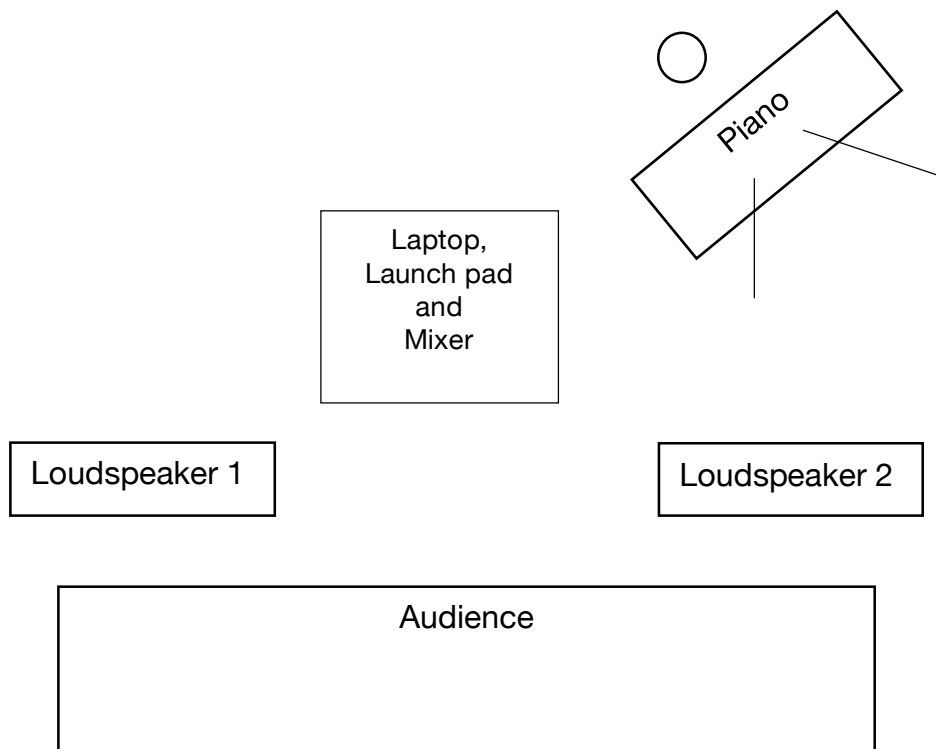 Piano
Laptop,
Launch pad
and
Mixer
Loudspeaker 1
Loudspeaker 2
Audience